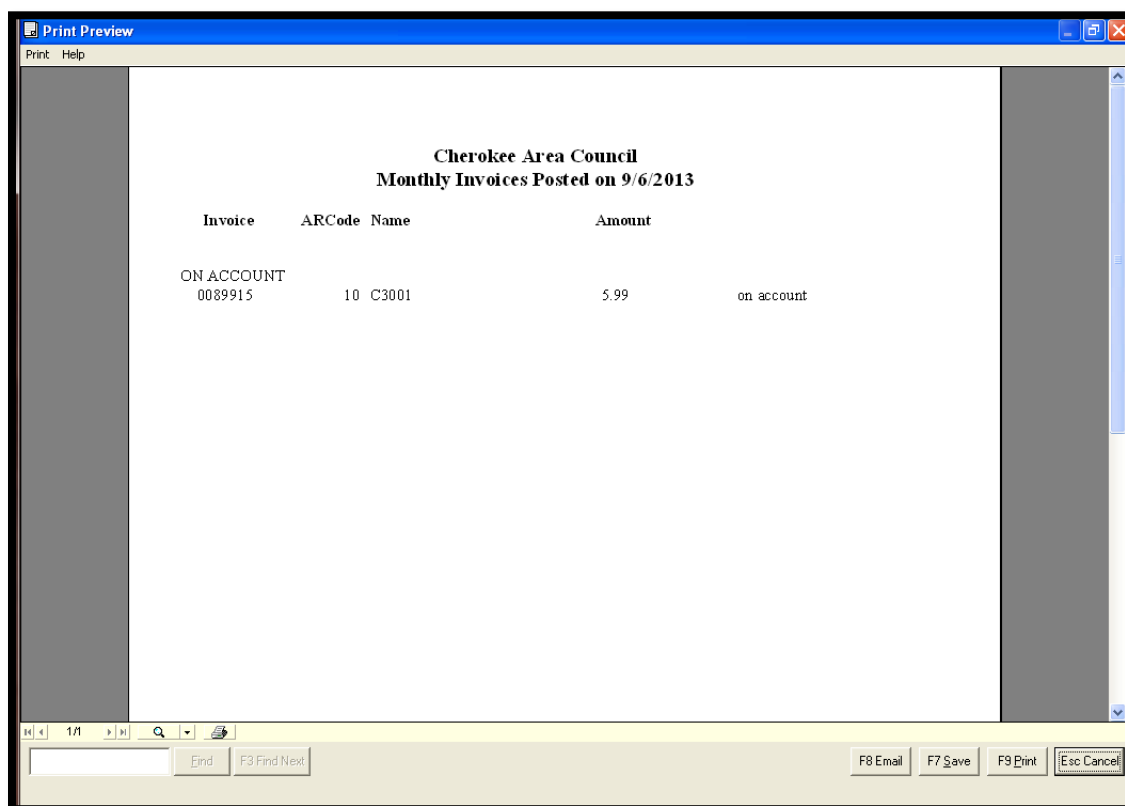 Print Preview
Print Help
Cherokee Area Council
Monthly Invoices Posted on 9/6/2013
Invoice ARCode Name Amount
ON ACCOUNT
0089915 10 C3001 5.99 on account
1/1
Find F3 Find Next F8 Email F7 Save F9 Print Esc Cancel